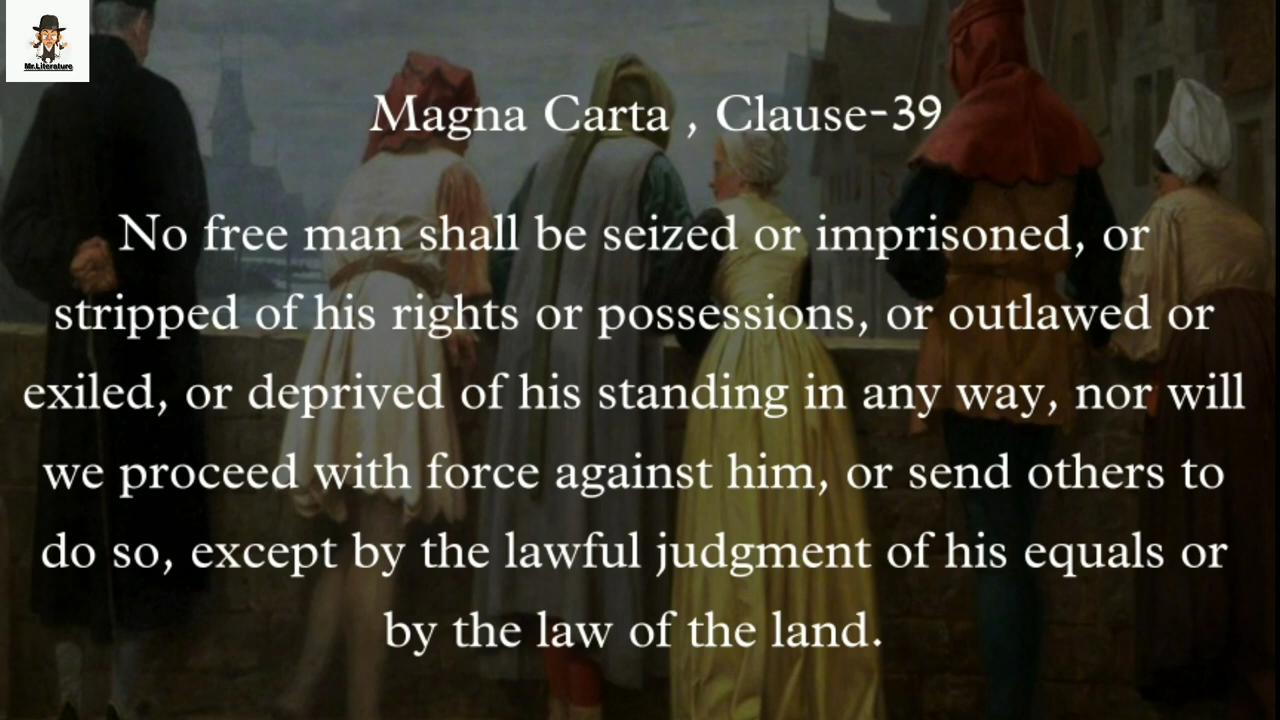 Mr.Literature
Magna Carta , Clause-39
No free man shall be seized or imprisoned, or
stripped of his rights or possessions, or outlawed or
exiled, or deprived of his standing in any way, nor will
we proceed with force against him, or send others to
do so, except by the lawful judgment of his equals or
by the law of the land.